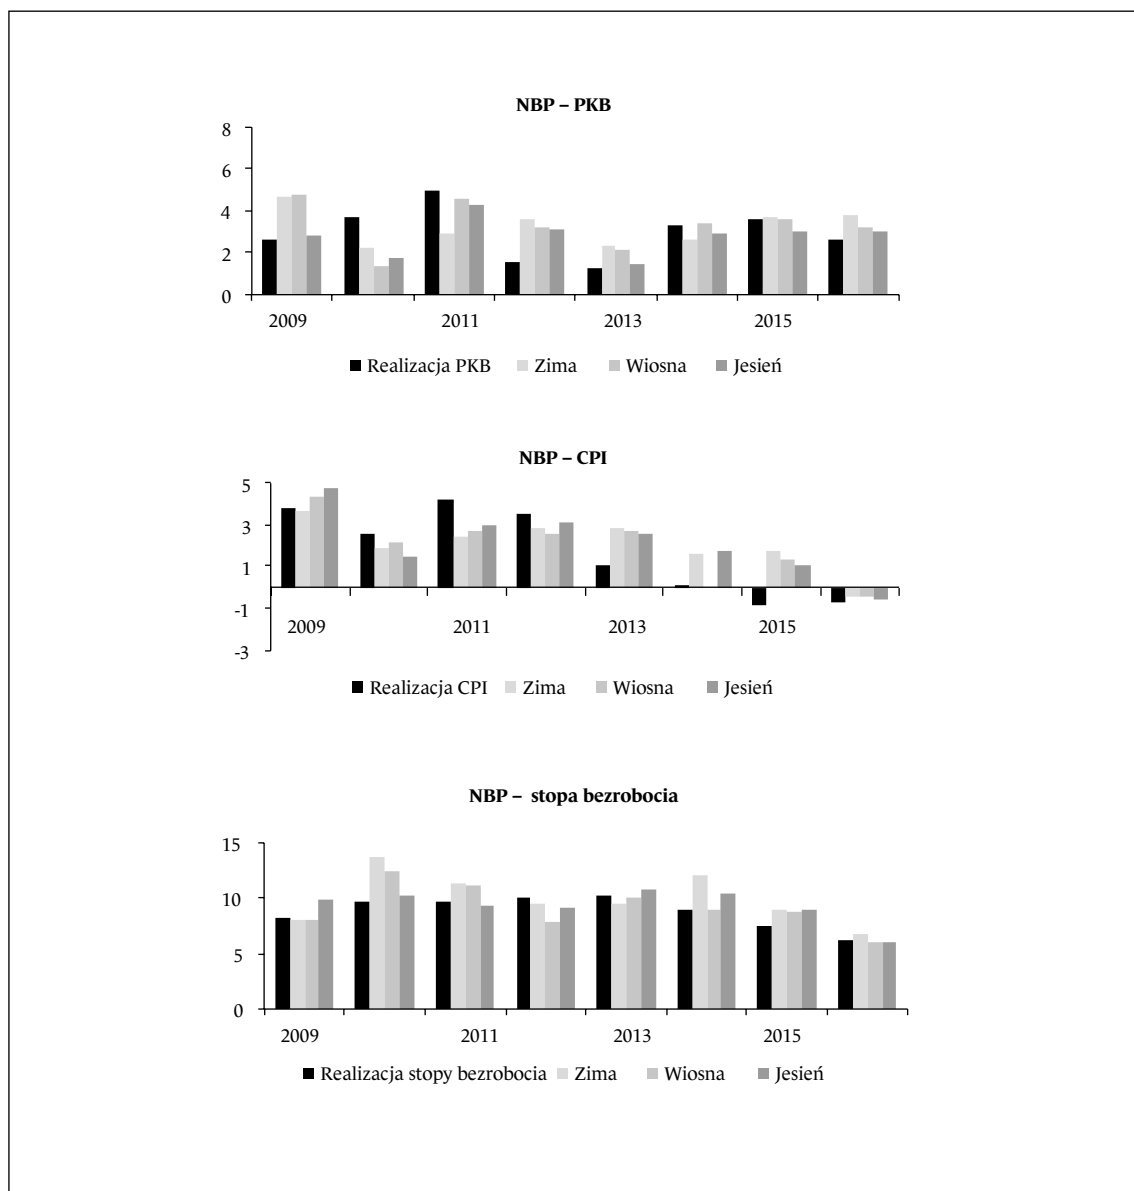 NBP – PKB
8
6
4
2
0
2009 2011 2013 2015
Realizacja PKB Zima Wiosna Jesień
NBP – CPI
5
3
1
-1
-3
2009 2011 2013 2015
Realizacja CPI Zima Wiosna Jesień
NBP – stopa bezrobocia
15
10
5
0
2009 2011 2013 2015
Realizacja stopy bezrobocia Zima Wiosna Jesień